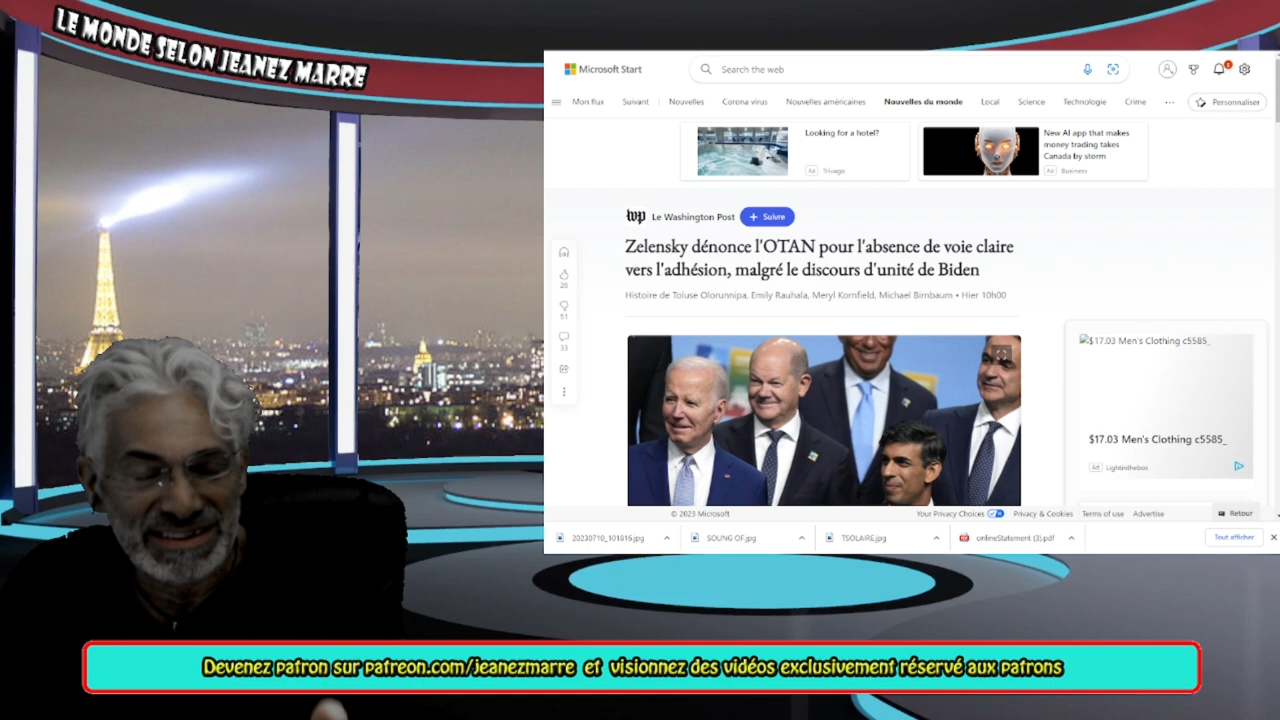 LE MONDE SELON JEANEZ MARRE
Microsoft Start
Search the web
Mon flux Suivant Nouvelles Corona virus Nouvelles américaines Nouvelles du monde Local Science Technologie Crime ... Personnaliser
Looking for a hotel?
Ad Trivago
New AI app that makes
money trading takes
Canada by storm
Ad Business
wp Le Washington Post + Suivre
Zelensky dénonce l'OTAN pour l'absence de voie claire
vers l'adhésion, malgré le discours d'unité de Biden
Histoire de Toluse Olorunnipa, Emily Rauhala, Meryl Kornfield, Michael Birnbaum • Hier 10h00
28
51
33
$17.03 Men's Clothing c5585_
$17.03 Men's Clothing c5585_
Ad Lightinthebox
© 2023 Microsoft
Your Privacy Choices Privacy & Cookies Terms of use Advertise Retour
20230710_101816.jpg SOUNG OF.jpg TSOLAIRE.jpg onlineStatement (3).pdf Tout afficher
Devenez patron sur patreon.com/jeanezmarre et visionnez des vidéos exclusivement réservé aux patrons